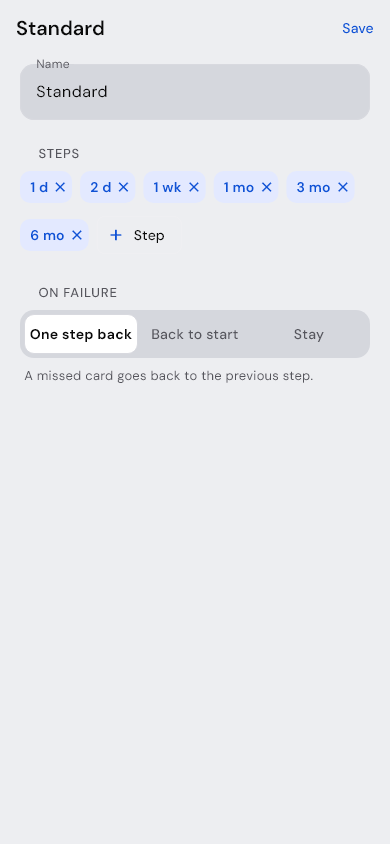 Standard
Save
Name
Standard
STEPS
1 d × 2 d × 1 wk × 1 mo × 3 mo ×
6 mo × + Step
ON FAILURE
One step back Back to start Stay
A missed card goes back to the previous step.